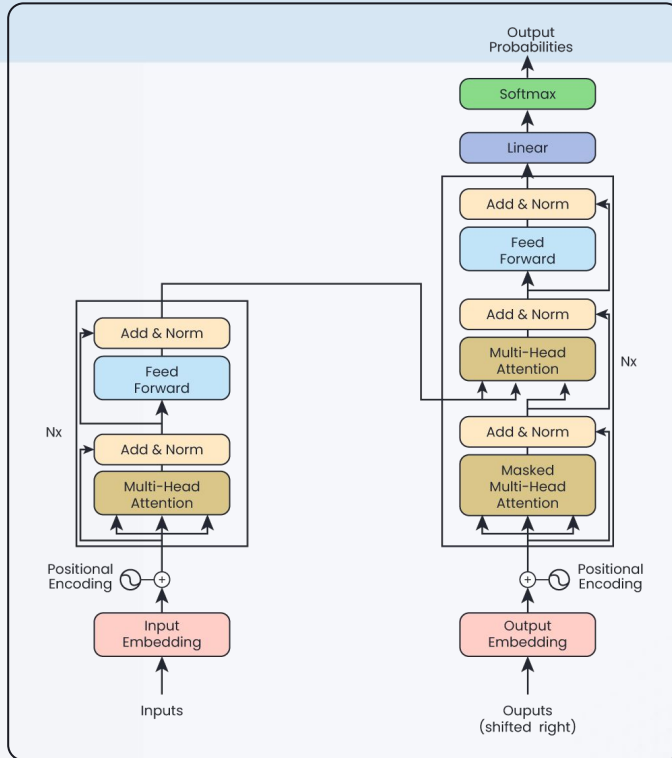 Output
Probabilities
Softmax
Linear
Add & Norm
Feed
Forward
Add & Norm
Multi-Head
Attention
Nx
Add & Norm
Masked
Multi-Head
Attention
Positional
Encoding
Output
Embedding
Ouputs
(shifted right)
Add & Norm
Feed
Forward
Nx
Add & Norm
Multi-Head
Attention
Positional
Encoding
+
+
Input
Embedding
Inputs